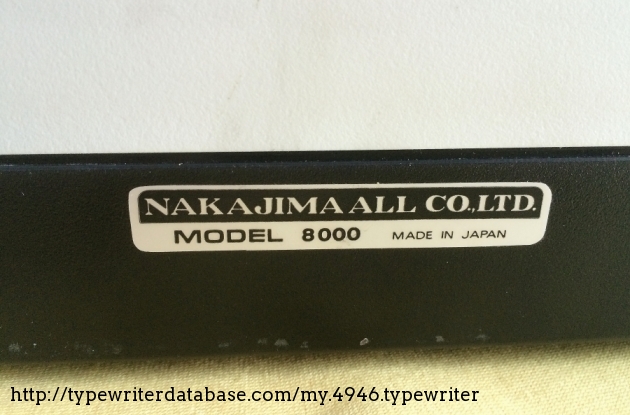 NAKAJIMA ALL CO.,LTD.
MODEL 8000 MADE IN JAPAN
http://typewriterdatabase.com/my.4946.typewriter